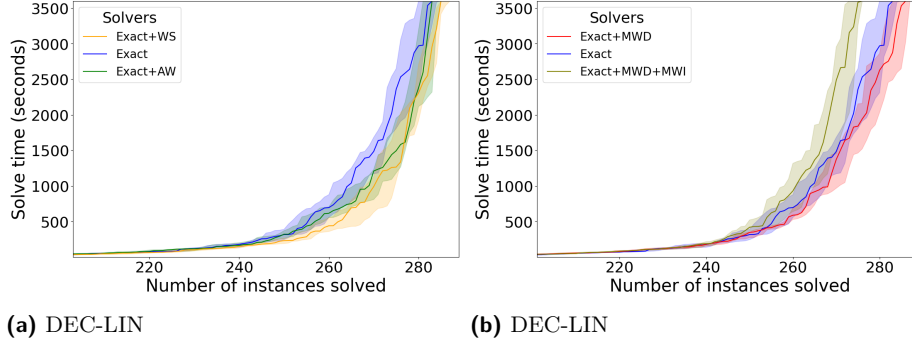 Solvers
Exact+WS
Exact
Exact+AW
3500
3000
2500
2000
1500
1000
500
Solve time (seconds)
220 240 260 280
Number of instances solved
(a) DEC-LIN
Solvers
Exact+MWD
Exact
Exact+MWD+MWI
3500
3000
2500
2000
1500
1000
500
Solve time (seconds)
220 240 260 280
Number of instances solved
(b) DEC-LIN